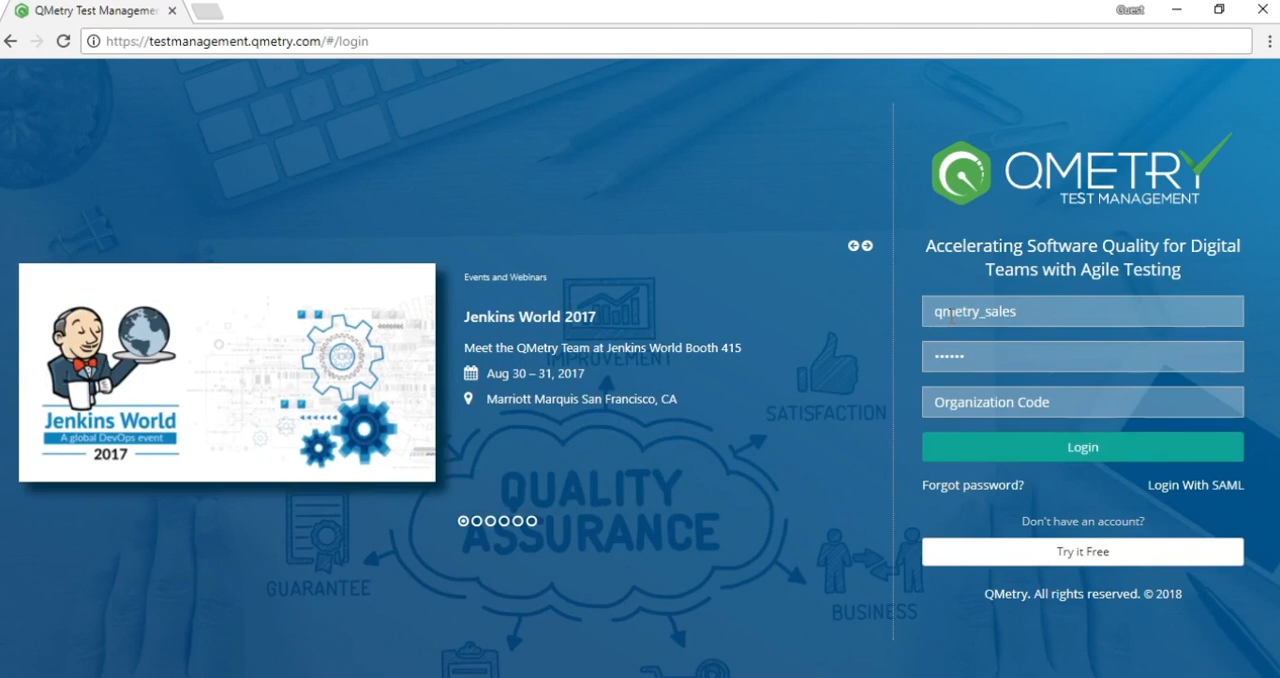 QMetry Test Managemen
Guest
https://testmanagement.qmetry.com/#/login
QMETRY
TEST MANAGEMENT
Accelerating Software Quality for Digital
Teams with Agile Testing
qmetry_sales
••••••
Organization Code
Login
Forgot password?
Login With SAML
Don't have an account?
Try it Free
QMetry. All rights reserved. © 2018
Events and Webinars
Jenkins World 2017
Meet the QMetry Team at Jenkins World Booth 415
Aug 30 – 31, 2017
Marriott Marquis San Francisco, CA
Jenkins World
A global DevOps event
2017
IMPROVEMENT
SATISFACTION
QUALITY
ASSURANCE
GUARANTEE
BUSINESS